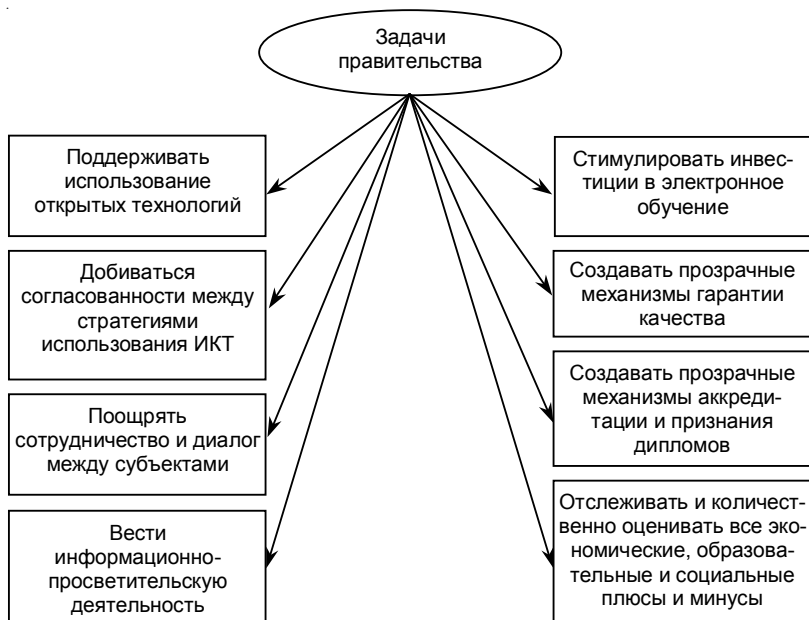 Задачи
правительства
Поддерживать
использование
открытых технологий
Добиваться
согласованности между
стратегиями
использования ИКТ
Поощрять
сотрудничество и диалог
между субъектами
Вести
информационно-
просветительскую
деятельность
Стимулировать инвес-
тиции в электронное
обучение
Создавать прозрачные
механизмы гарантии
качества
Создавать прозрачные
механизмы аккреди-
тации и признания
дипломов
Отслеживать и количест-
венно оценивать все эко-
номические, образова-
тельные и социальные
плюсы и минусы